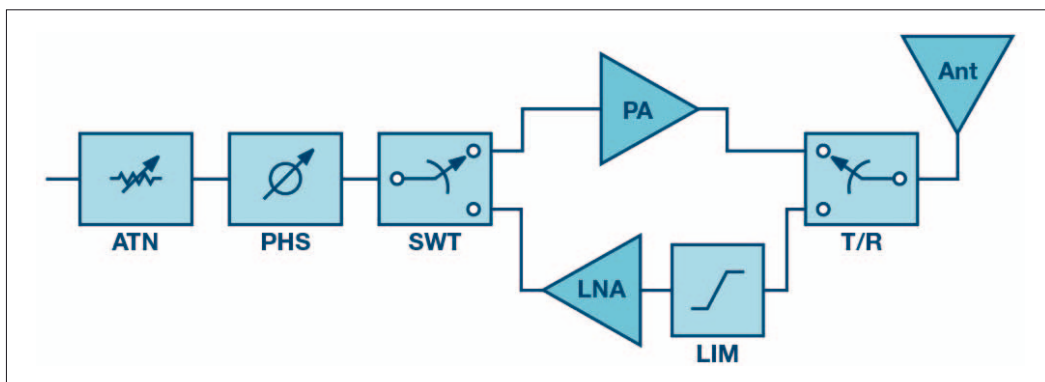 Ant
PA
ATN
PHS
SWT
T/R
LNA
LIM